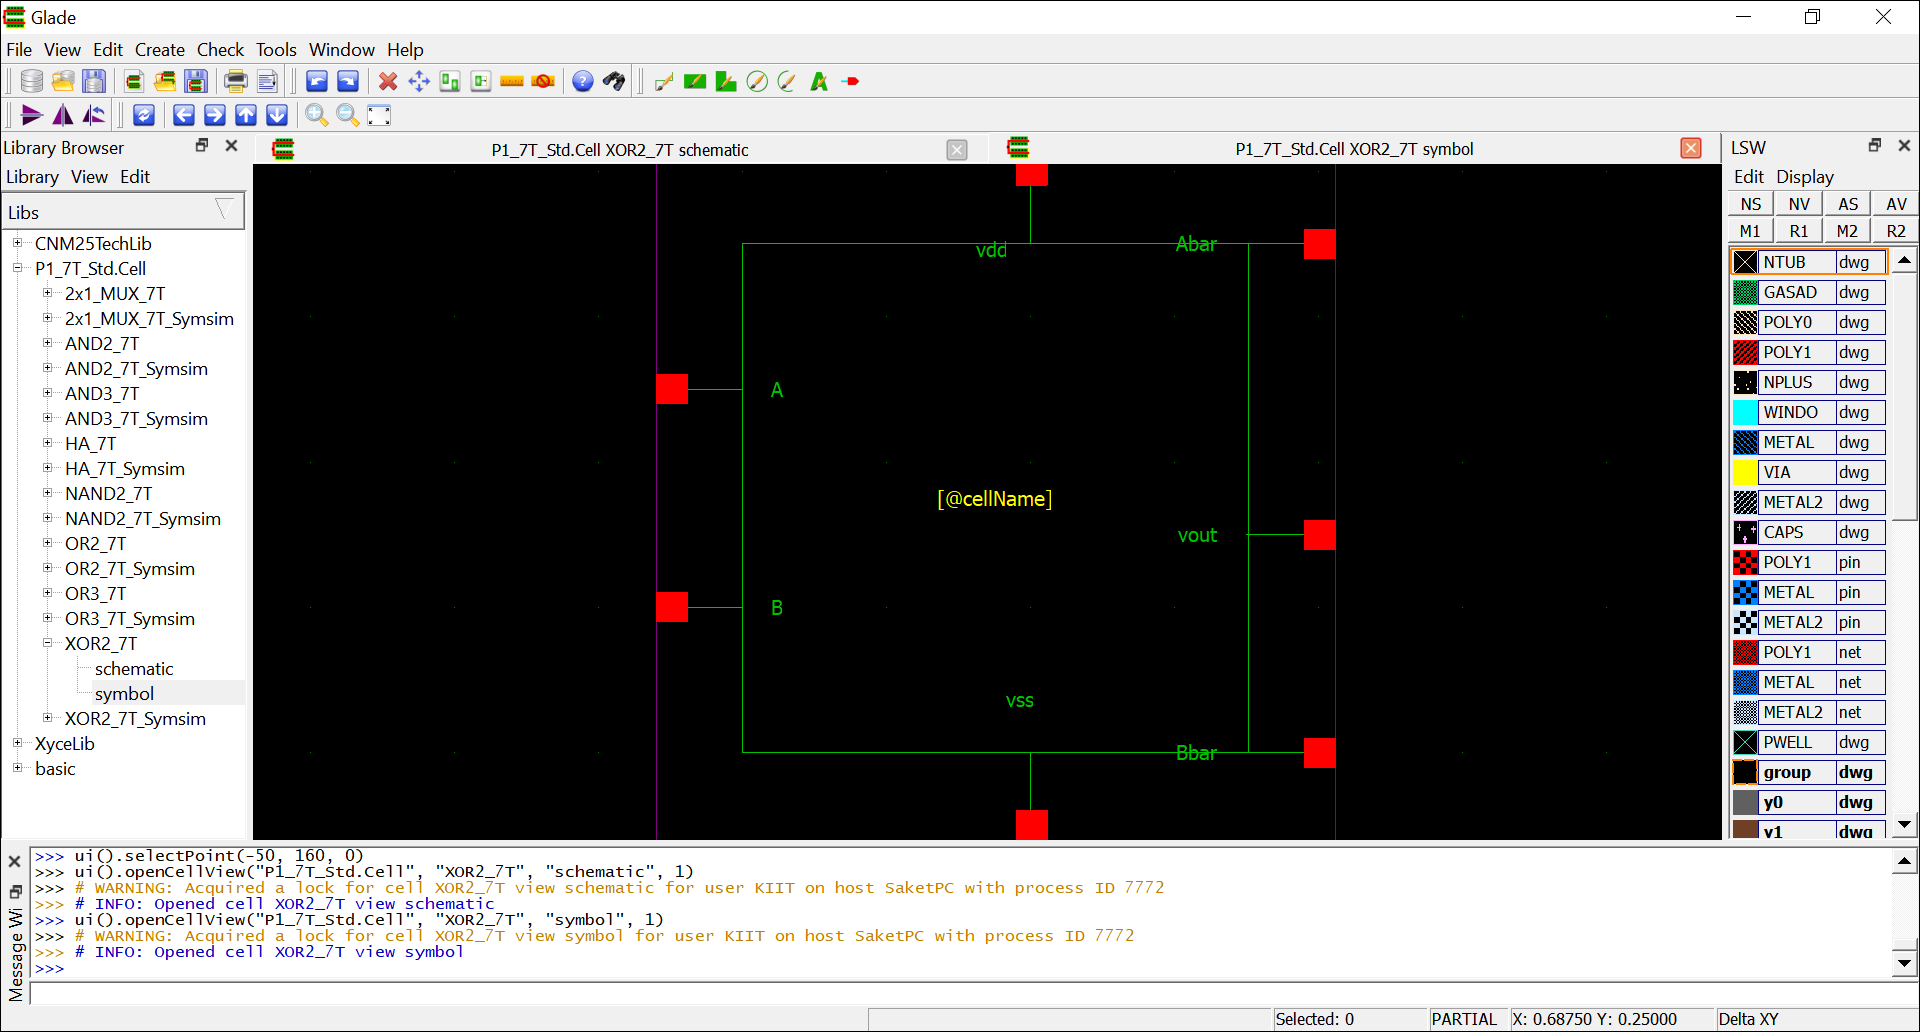 Glade
File View Edit Create Check Tools Window Help
Library Browser
Library View Edit
Libs
CNM25TechLib
P1_7T_Std.Cell
2x1_MUX_7T
2x1_MUX_7T_Symsim
AND2_7T
AND2_7T_Symsim
AND3_7T
AND3_7T_Symsim
HA_7T
HA_7T_Symsim
NAND2_7T
NAND2_7T_Symsim
OR2_7T
OR2_7T_Symsim
OR3_7T
OR3_7T_Symsim
XOR2_7T
schematic
symbol
XOR2_7T_Symsim
XyceLib
basic
P1_7T_Std.Cell XOR2_7T schematic
P1_7T_Std.Cell XOR2_7T symbol
vdd
Abar
A
[@cellName]
vout
B
vss
Bbar
LSW
Edit Display
NS NV AS AV
M1 R1 M2 R2
NTUB dwg
GASAD dwg
POLY0 dwg
POLY1 dwg
NPLUS dwg
WINDO dwg
METAL dwg
VIA dwg
METAL2 dwg
CAPS dwg
POLY1 pin
METAL pin
METAL2 pin
POLY1 net
METAL net
METAL2 net
PWELL dwg
group dwg
y0 dwg
y1 dwg
Message Wi
>>> ui().selectPoint(-50, 160, 0)
>>> ui().openCellView("P1_7T_Std.Cell", "XOR2_7T", "schematic", 1)
>>> # WARNING: Acquired a lock for cell XOR2_7T view schematic for user KIIT on host SaketPC with process ID 7772
>>> # INFO: Opened cell XOR2_7T view schematic
>>> ui().openCellView("P1_7T_Std.Cell", "XOR2_7T", "symbol", 1)
>>> # WARNING: Acquired a lock for cell XOR2_7T view symbol for user KIIT on host SaketPC with process ID 7772
>>> # INFO: Opened cell XOR2_7T view symbol
>>>
Selected: 0 PARTIAL X: 0.68750 Y: 0.25000 Delta XY